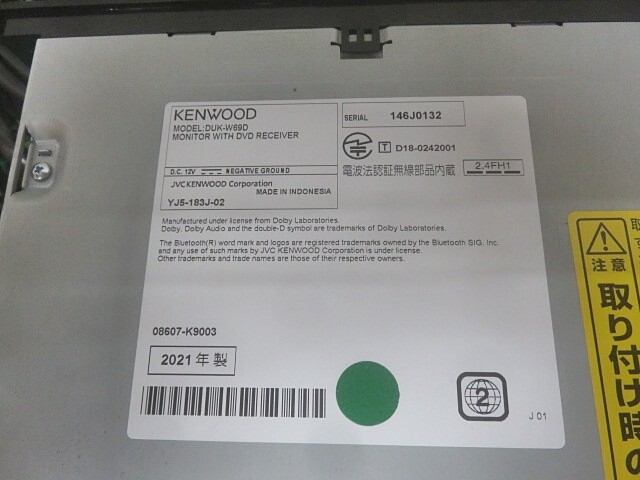 KENWOOD
MODEL:DUK-W69D
MONITOR WITH DVD RECEIVER
D.C. 12V NEGATIVE GROUND
JVCKENWOOD Corporation
MADE IN INDONESIA
YJ5-183J-02
SERIAL 146J0132
T D18-0242001
電波法認証無線部品内蔵 2.4FH1
Manufactured under license from Dolby Laboratories.
Dolby, Dolby Audio and the double-D symbol are trademarks of Dolby Laboratories.
The Bluetooth(R) word mark and logos are registered trademarks owned by the Bluetooth SIG, Inc.
and any use of such marks by JVC KENWOOD Corporation is under license.
Other trademarks and trade names are those of their respective owners.
08607-K9003
2021年製
2
J 01
注意
取り付け時の